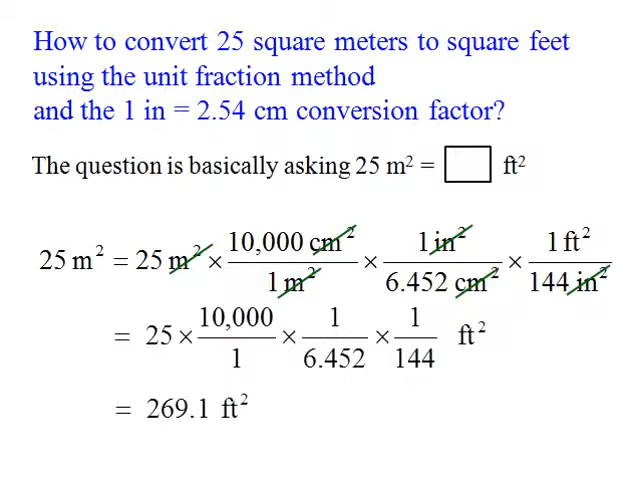 How to convert 25 square meters to square feet
using the unit fraction method
and the 1 in = 2.54 cm conversion factor?
The question is basically asking 25 m² = □ ft²
25 m² = 25 m² × 10,000 cm² / 1 m² × 1 in² / 6.452 cm² × 1 ft² / 144 in²
= 25 × 10,000 / 1 × 1 / 6.452 × 1 / 144 ft²
= 269.1 ft²